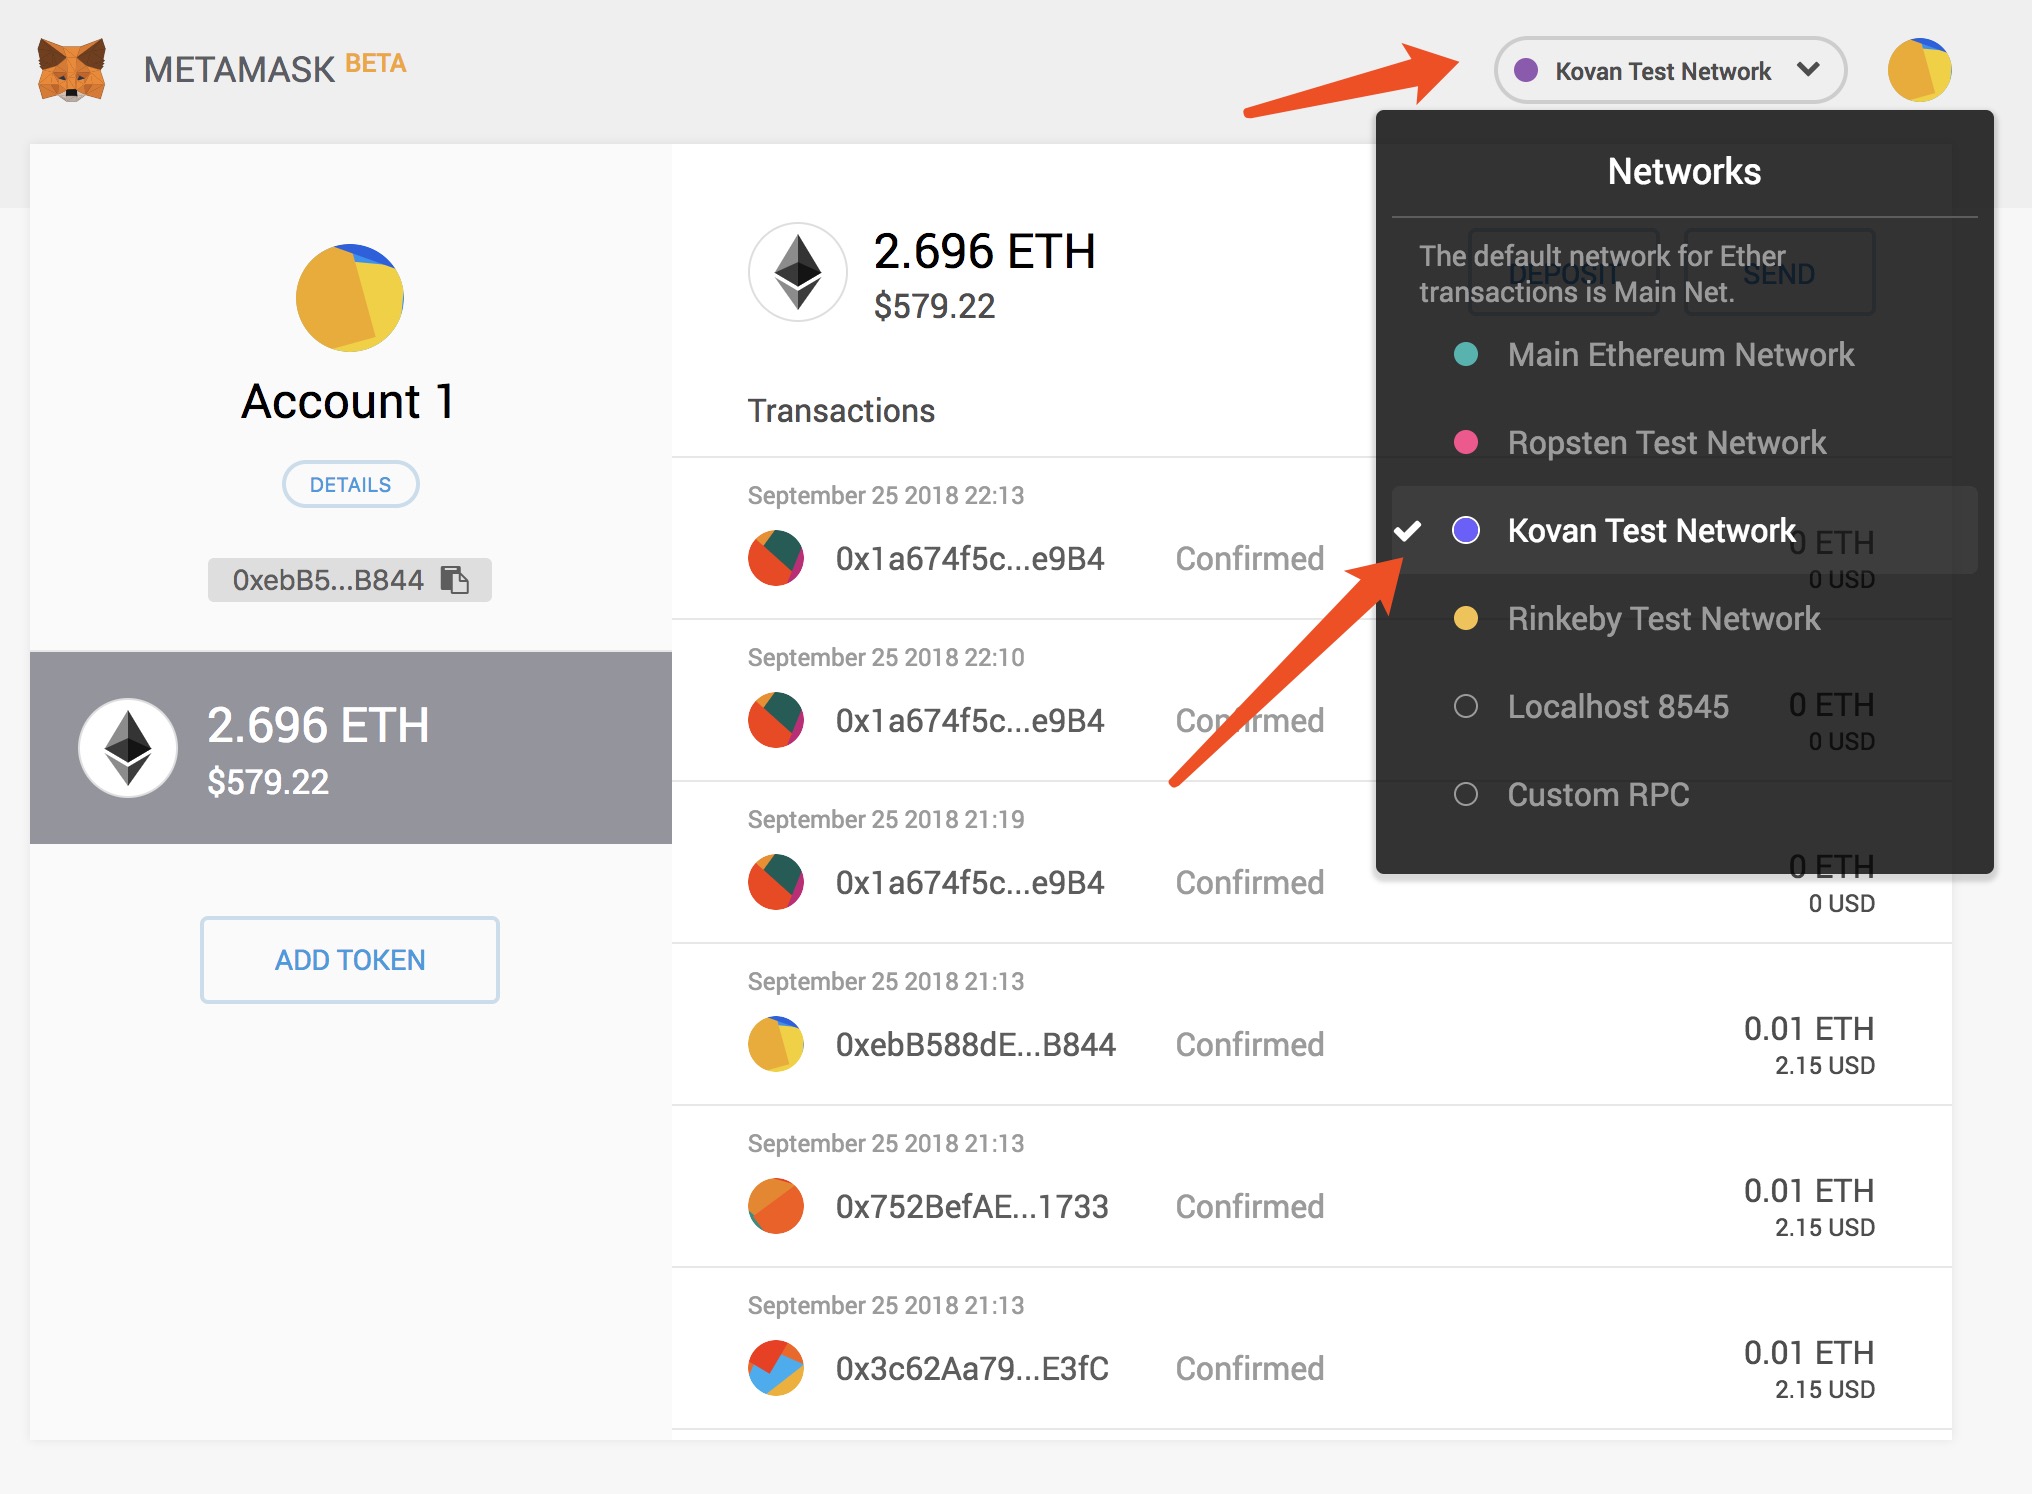 METAMASK BETA
Kovan Test Network
Networks
The default network for Ether
transactions is Main Net.
DEPOSIT
SEND
Main Ethereum Network
Ropsten Test Network
Kovan Test Network
Rinkeby Test Network
Localhost 8545
Custom RPC
Account 1
DETAILS
0xebB5...B844
2.696 ETH
$579.22
ADD TOKEN
2.696 ETH
$579.22
Transactions
September 25 2018 22:13
0x1a674f5c...e9B4 Confirmed 0 ETH
0 USD
September 25 2018 22:10
0x1a674f5c...e9B4 Confirmed 0 ETH
0 USD
September 25 2018 21:19
0x1a674f5c...e9B4 Confirmed 0 ETH
0 USD
September 25 2018 21:13
0xebB588dE...B844 Confirmed 0.01 ETH
2.15 USD
September 25 2018 21:13
0x752BefAE...1733 Confirmed 0.01 ETH
2.15 USD
September 25 2018 21:13
0x3c62Aa79...E3fC Confirmed 0.01 ETH
2.15 USD